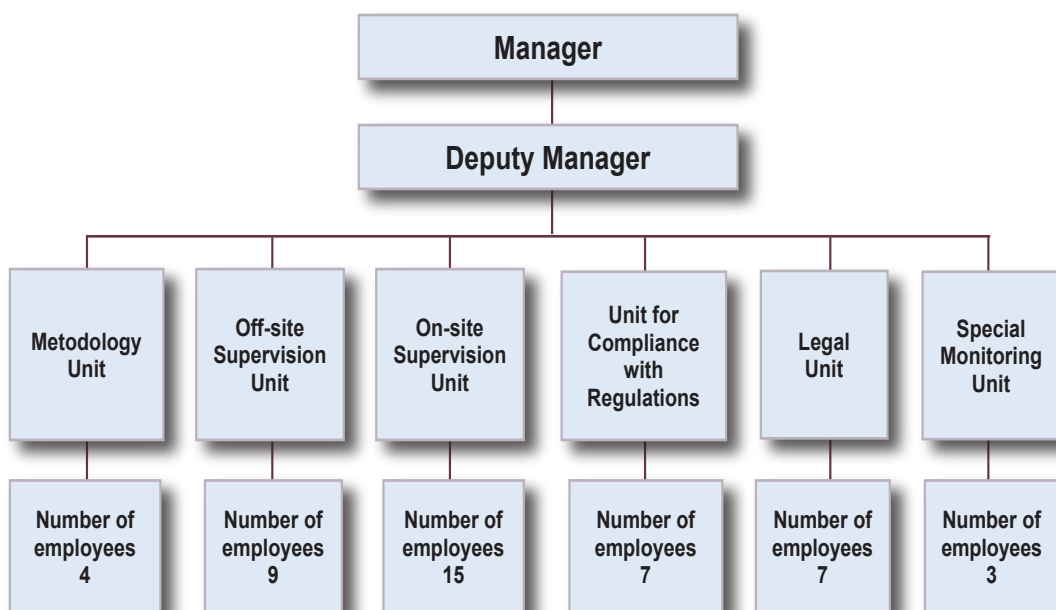 Manager
Deputy Manager
Metodology
Unit
Off-site
Supervision
Unit
On-site
Supervision
Unit
Unit for
Compliance
with
Regulations
Legal
Unit
Special
Monitoring
Unit
Number of
employees
4
Number of
employees
9
Number of
employees
15
Number of
employees
7
Number of
employees
7
Number of
employees
3